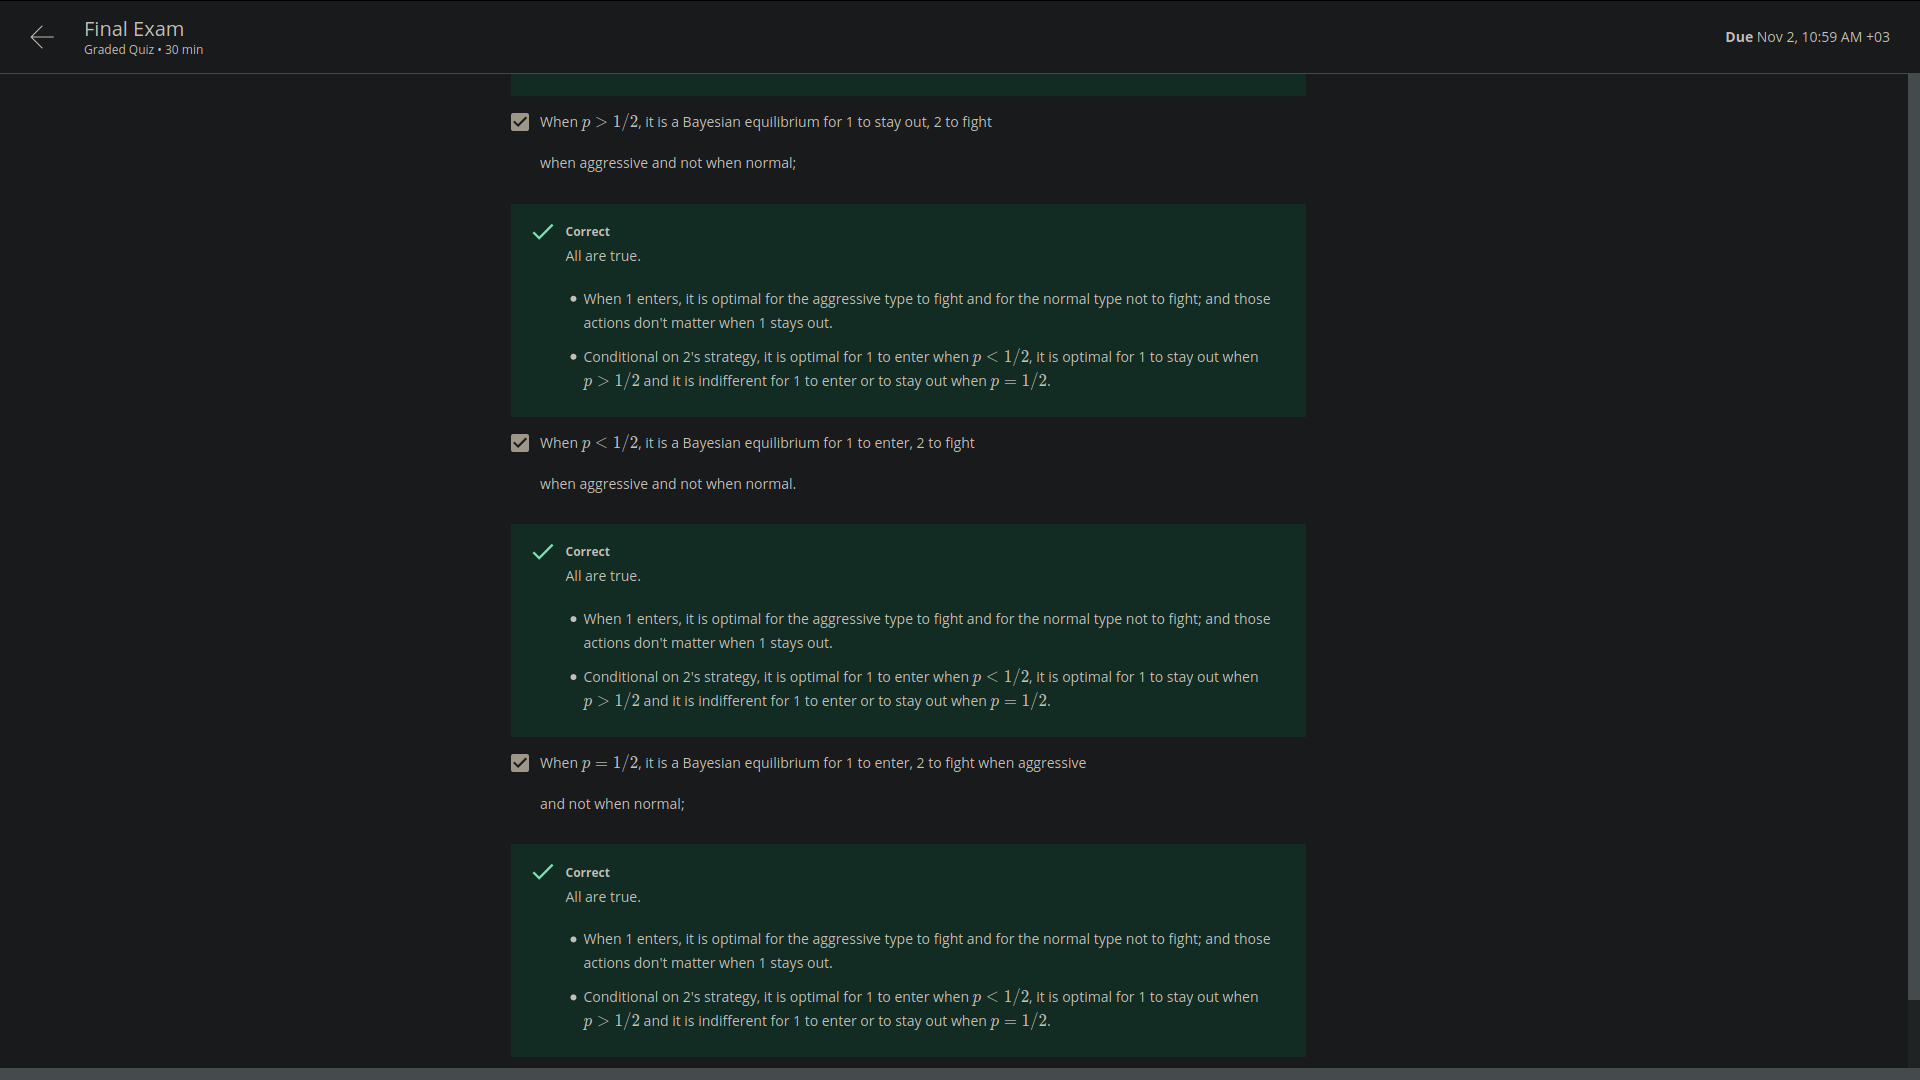 Final Exam
Graded Quiz • 30 min
Due Nov 2, 10:59 AM +03
When p > 1/2, it is a Bayesian equilibrium for 1 to stay out, 2 to fight
when aggressive and not when normal;
Correct
All are true.
• When 1 enters, it is optimal for the aggressive type to fight and for the normal type not to fight; and those
actions don't matter when 1 stays out.
• Conditional on 2's strategy, it is optimal for 1 to enter when p < 1/2, it is optimal for 1 to stay out when
p > 1/2 and it is indifferent for 1 to enter or to stay out when p = 1/2.
When p < 1/2, it is a Bayesian equilibrium for 1 to enter, 2 to fight
when aggressive and not when normal.
Correct
All are true.
• When 1 enters, it is optimal for the aggressive type to fight and for the normal type not to fight; and those
actions don't matter when 1 stays out.
• Conditional on 2's strategy, it is optimal for 1 to enter when p < 1/2, it is optimal for 1 to stay out when
p > 1/2 and it is indifferent for 1 to enter or to stay out when p = 1/2.
When p = 1/2, it is a Bayesian equilibrium for 1 to enter, 2 to fight when aggressive
and not when normal;
Correct
All are true.
• When 1 enters, it is optimal for the aggressive type to fight and for the normal type not to fight; and those
actions don't matter when 1 stays out.
• Conditional on 2's strategy, it is optimal for 1 to enter when p < 1/2, it is optimal for 1 to stay out when
p > 1/2 and it is indifferent for 1 to enter or to stay out when p = 1/2.